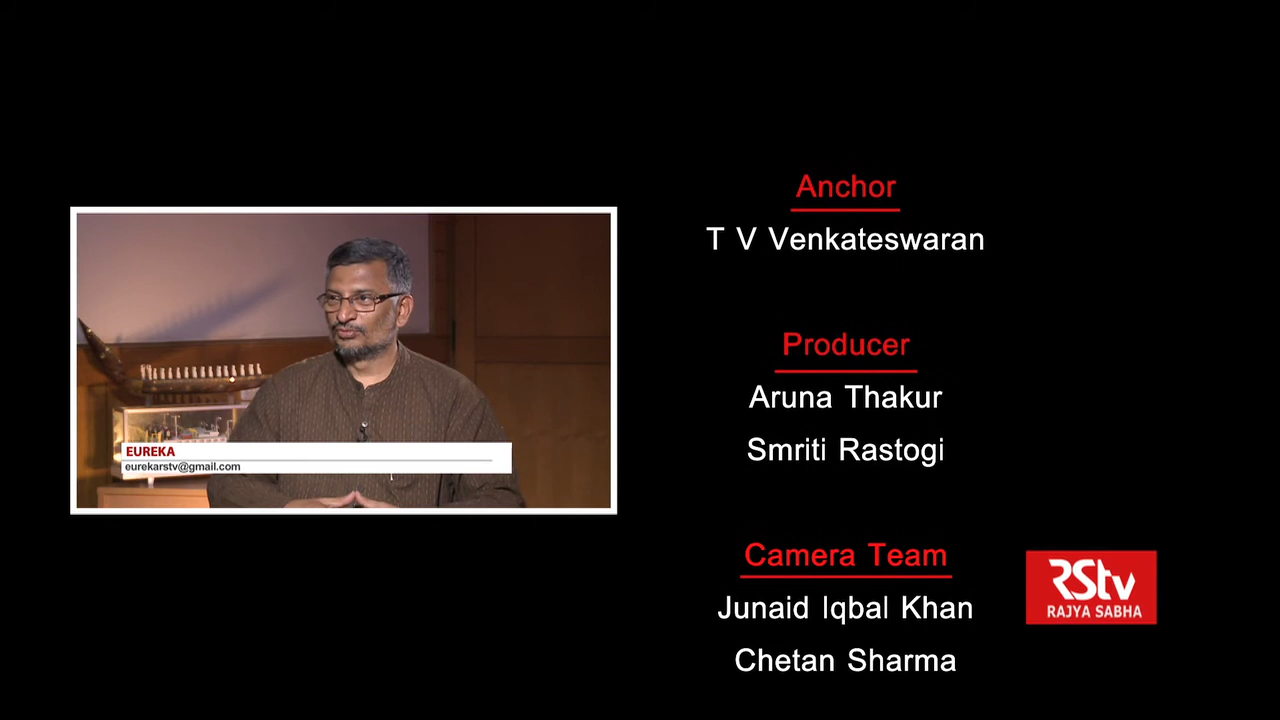 Anchor
T V Venkateswaran
Producer
Aruna Thakur
Smriti Rastogi
Camera Team
Junaid Iqbal Khan
Chetan Sharma
EUREKA
eurekarstv@gmail.com
RStv
RAJYA SABHA